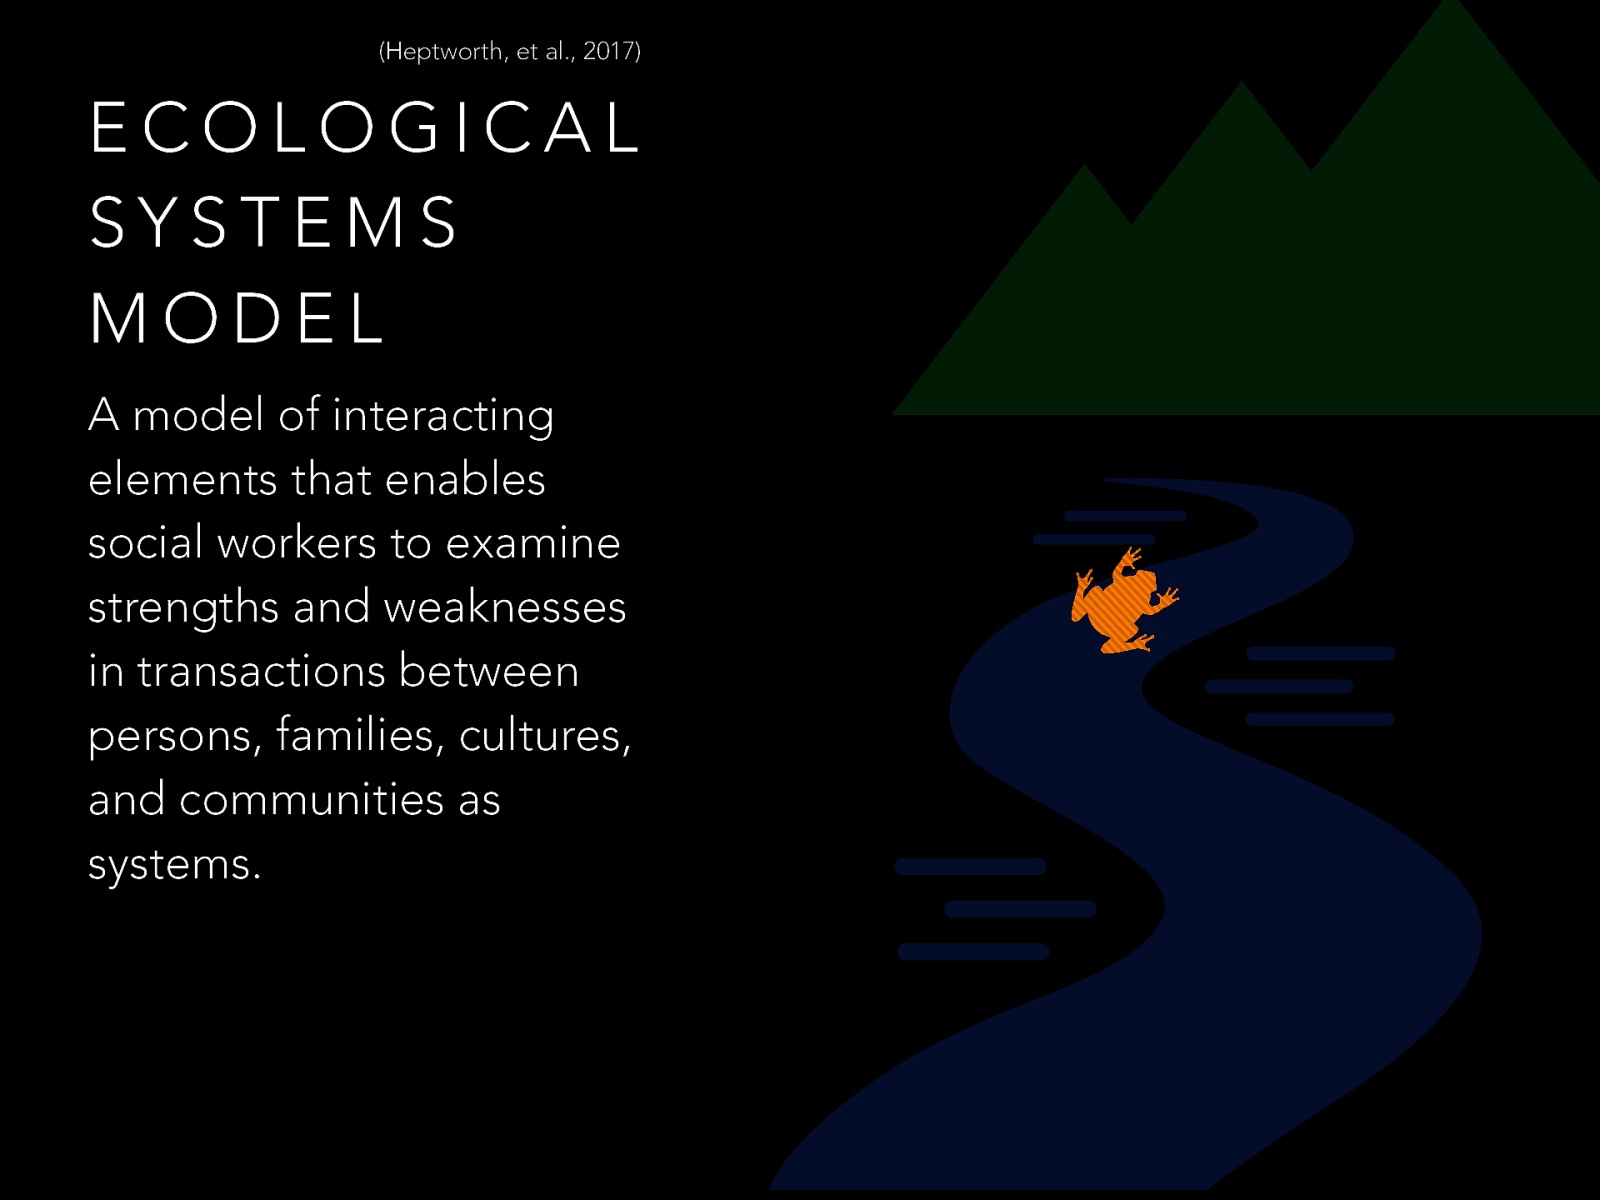 (Heptworth, et al., 2017)
ECOLOGICAL
SYSTEMS
MODEL
A model of interacting
elements that enables
social workers to examine
strengths and weaknesses
in transactions between
persons, families, cultures,
and communities as
systems.